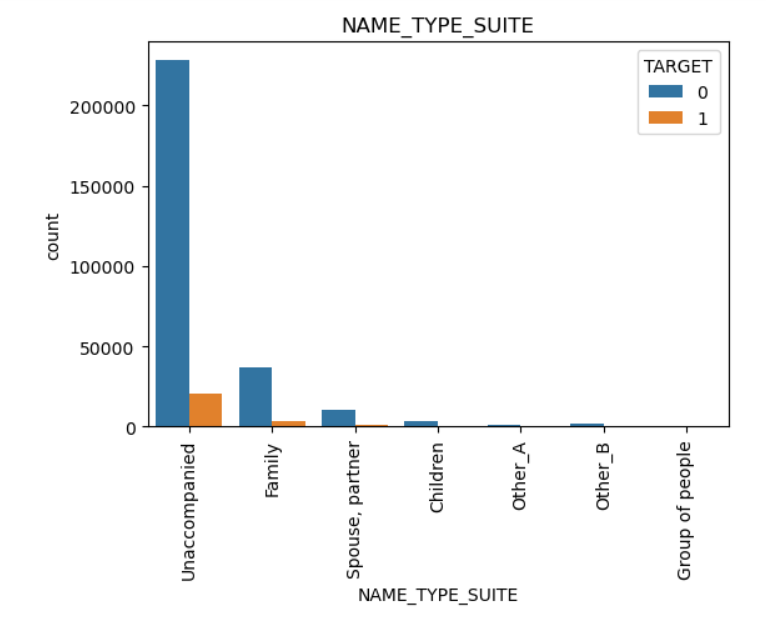 NAME_TYPE_SUITE
TARGET
0
1
200000
150000
100000
50000
0
count
Unaccompanied
Family
Spouse, partner
Children
Other_A
Other_B
Group of people
NAME_TYPE_SUITE